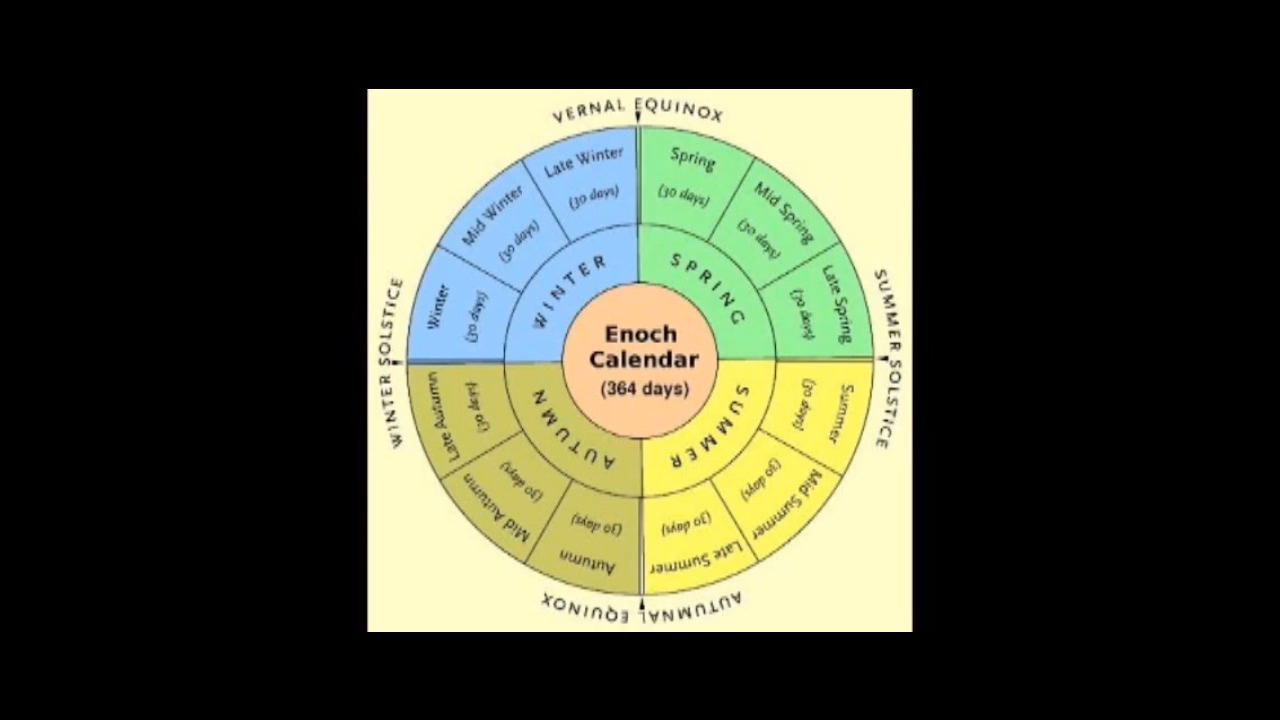 VERNAL EQUINOX
Late Winter
(30 days)
Spring
(30 days)
Mid Winter
(30 days)
Mid Spring
(30 days)
Winter
(30 days)
Late Spring
(30 days)
WINTER
SPRING
WINTER SOLSTICE
SUMMER SOLSTICE
Enoch
Calendar
(364 days)
AUTUMN
SUMMER
Late Autumn
(30 days)
Summer
(30 days)
Mid Autumn
(30 days)
Mid Summer
(30 days)
Autumn
(30 days)
Late Summer
(30 days)
AUTUMNAL EQUINOX